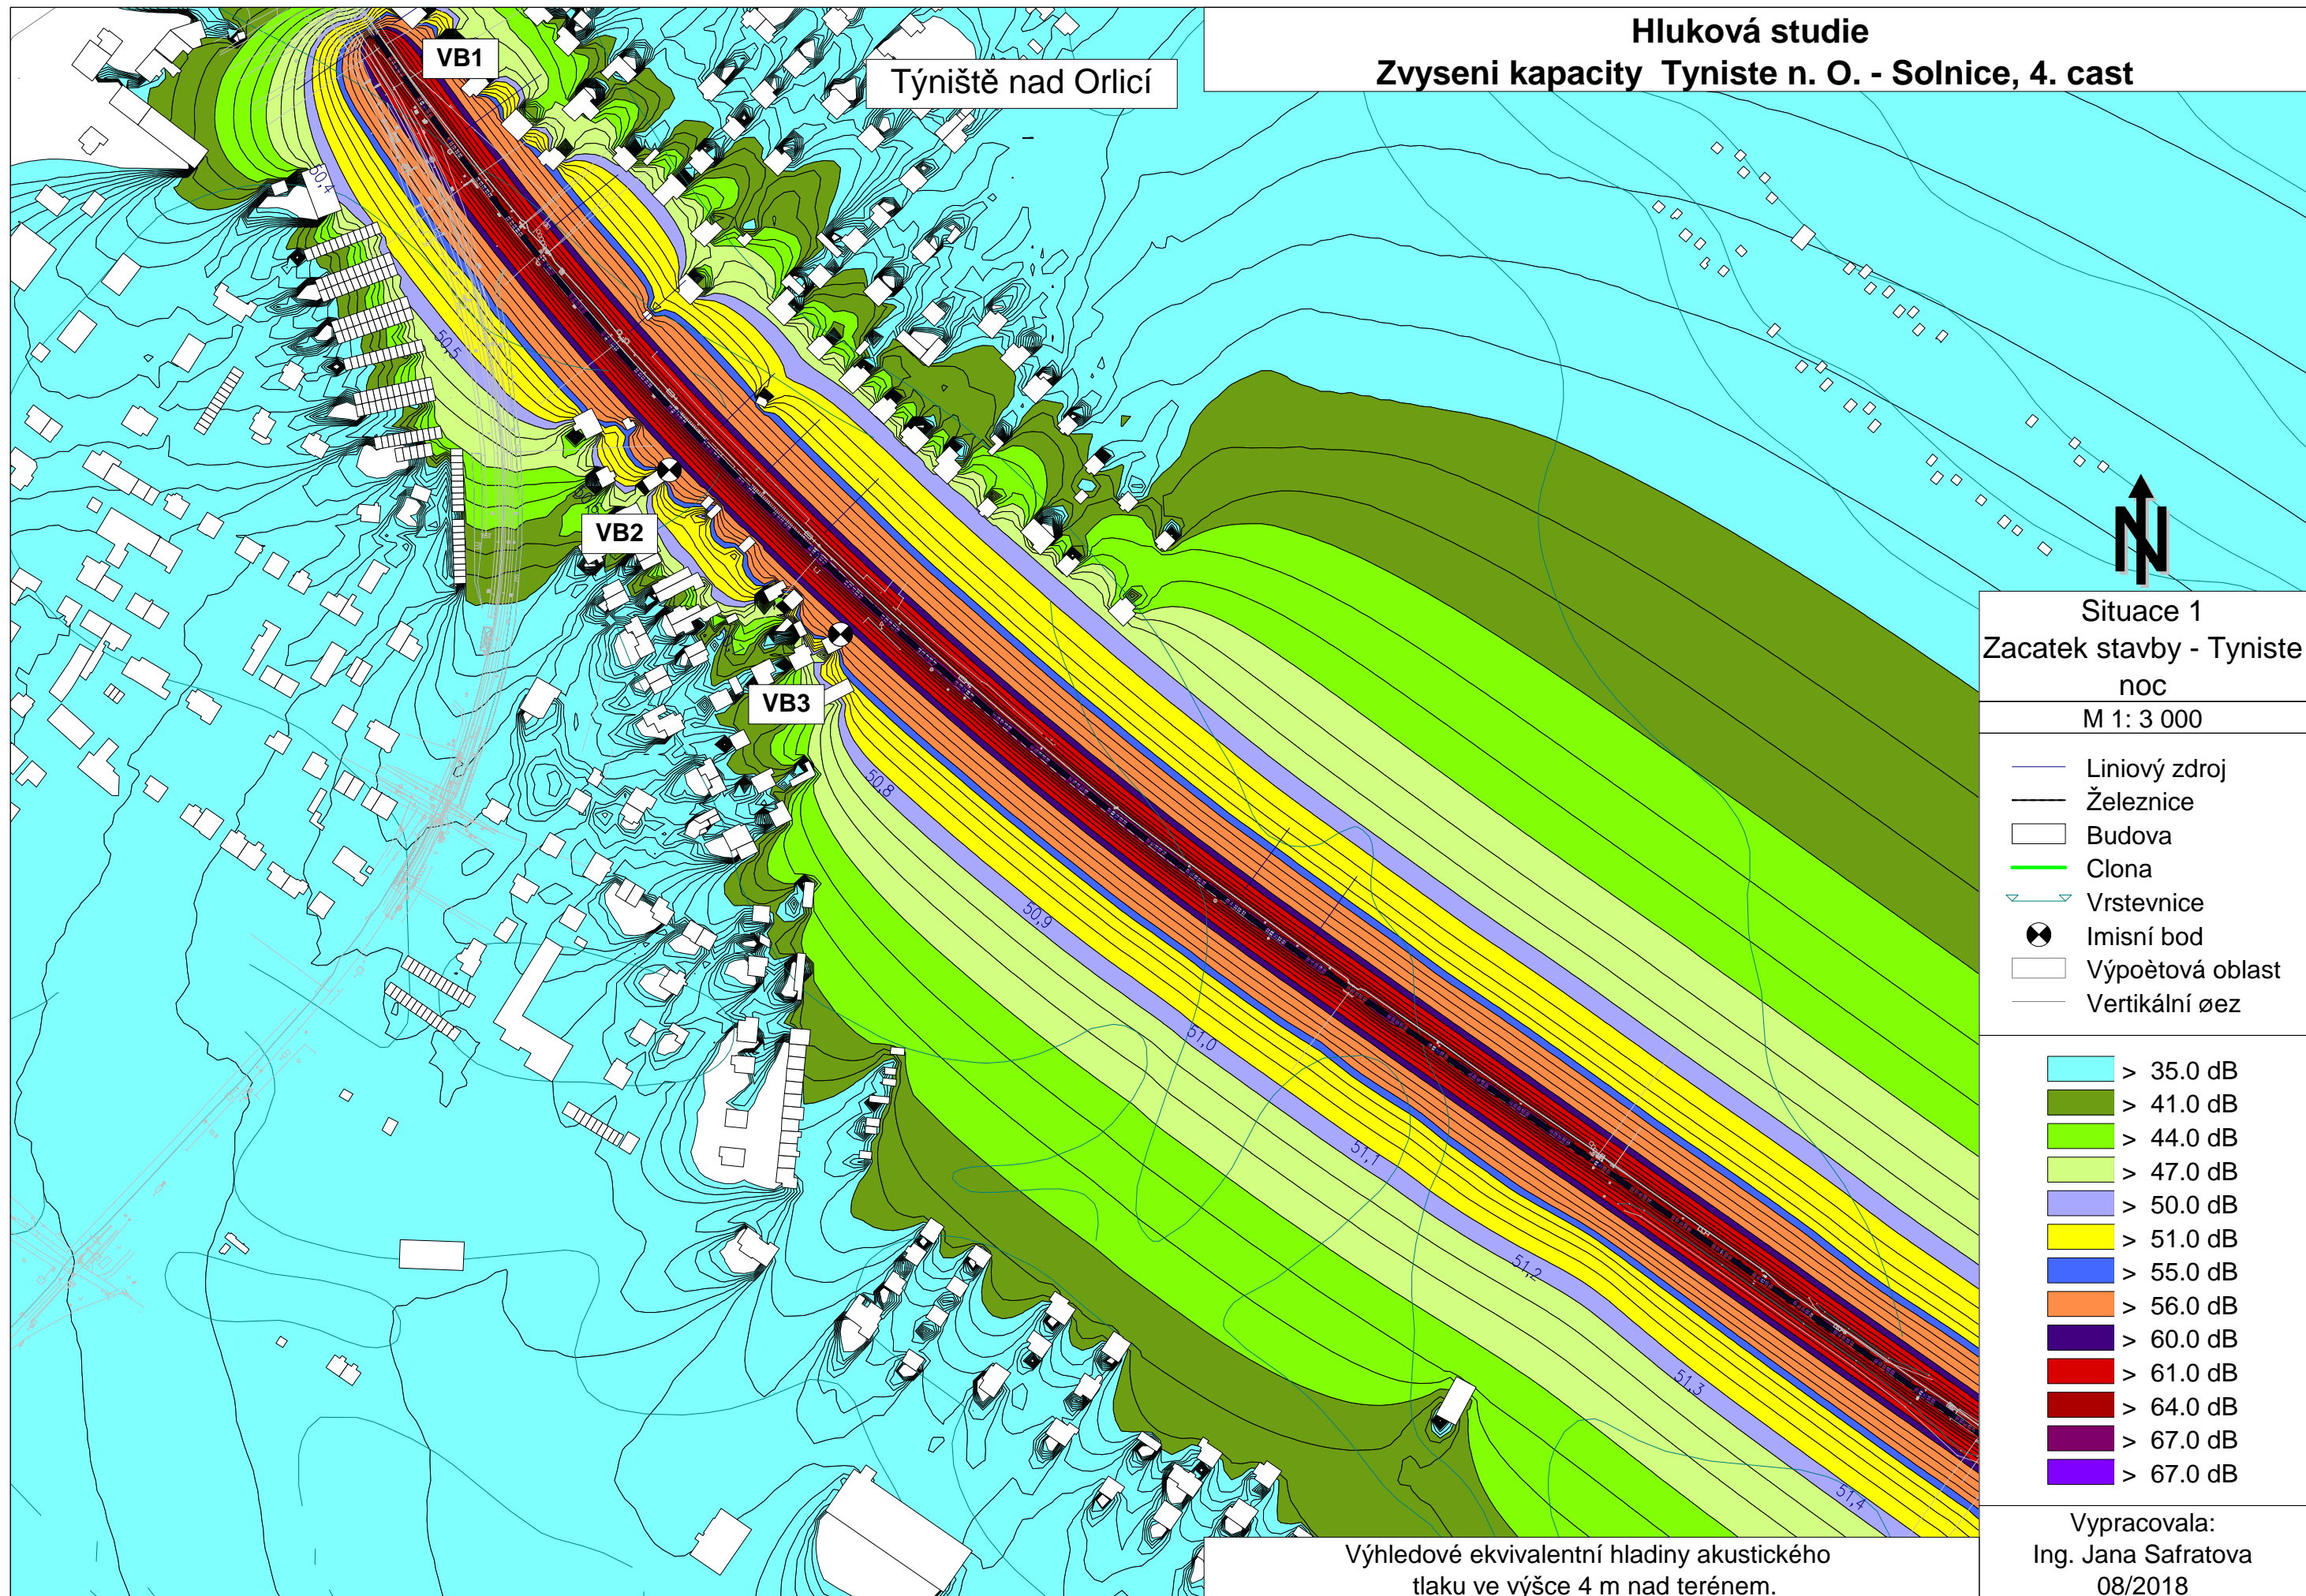 Hluková studie
Zvyseni kapacity Tyniste n. O. - Solnice, 4. cast
Týniště nad Orlicí
VB1
VB2
VB3
50,4
50,5
50,8
50,9
51,0
51,1
51,2
51,3
51,4
N
Situace 1
Zacatek stavby - Tyniste
noc
M 1: 3 000
Liniový zdroj
Železnice
Budova
Clona
Vrstevnice
Imisní bod
Výpoètová oblast
Vertikální øez
> 35.0 dB
> 41.0 dB
> 44.0 dB
> 47.0 dB
> 50.0 dB
> 51.0 dB
> 55.0 dB
> 56.0 dB
> 60.0 dB
> 61.0 dB
> 64.0 dB
> 67.0 dB
> 67.0 dB
Výhledové ekvivalentní hladiny akustického
tlaku ve výšce 4 m nad terénem.
Vypracovala:
Ing. Jana Safratova
08/2018